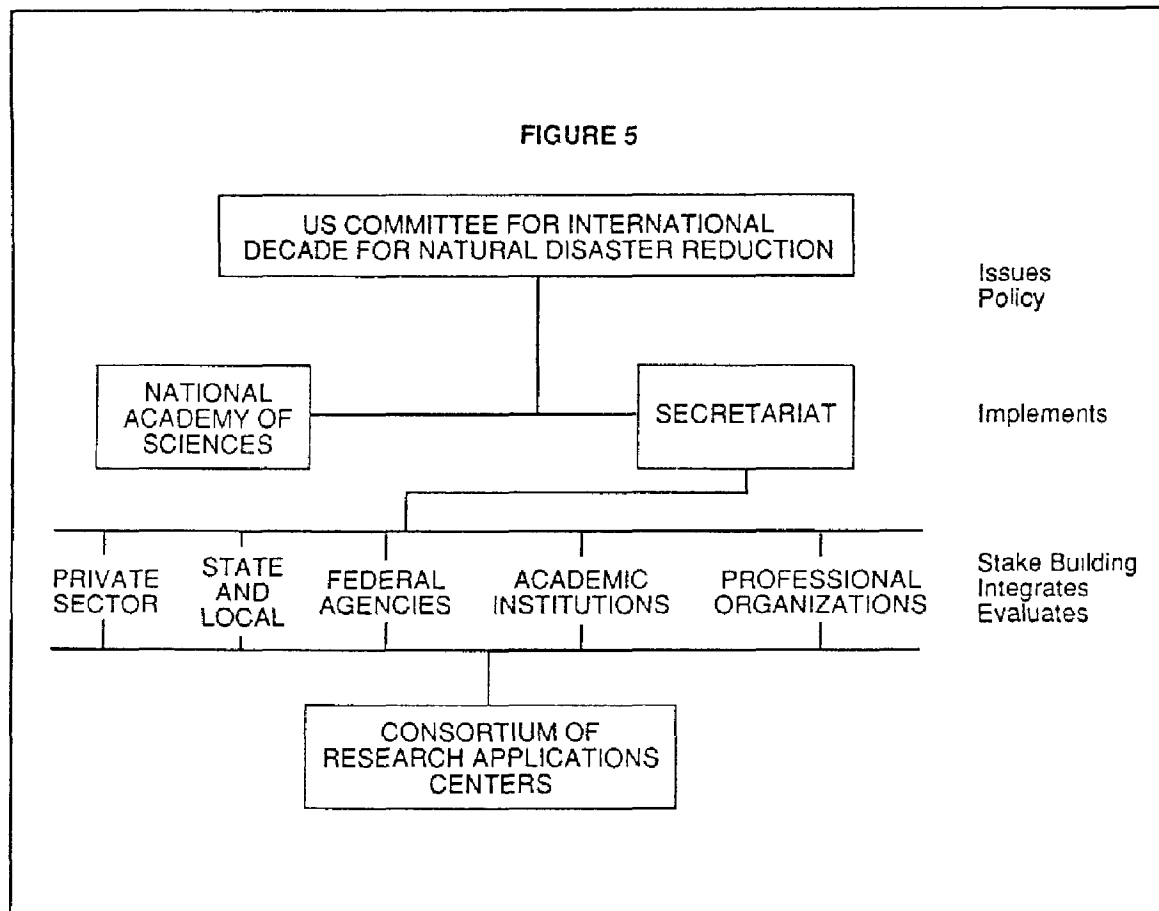 FIGURE 5
US COMMITTEE FOR INTERNATIONAL
DECADE FOR NATURAL DISASTER REDUCTION
Issues
Policy
NATIONAL
ACADEMY OF
SCIENCES
SECRETARIAT
Implements
PRIVATE
SECTOR
STATE
AND
LOCAL
FEDERAL
AGENCIES
ACADEMIC
INSTITUTIONS
PROFESSIONAL
ORGANIZATIONS
Stake Building
Integrates
Evaluates
CONSORTIUM OF
RESEARCH APPLICATIONS
CENTERS